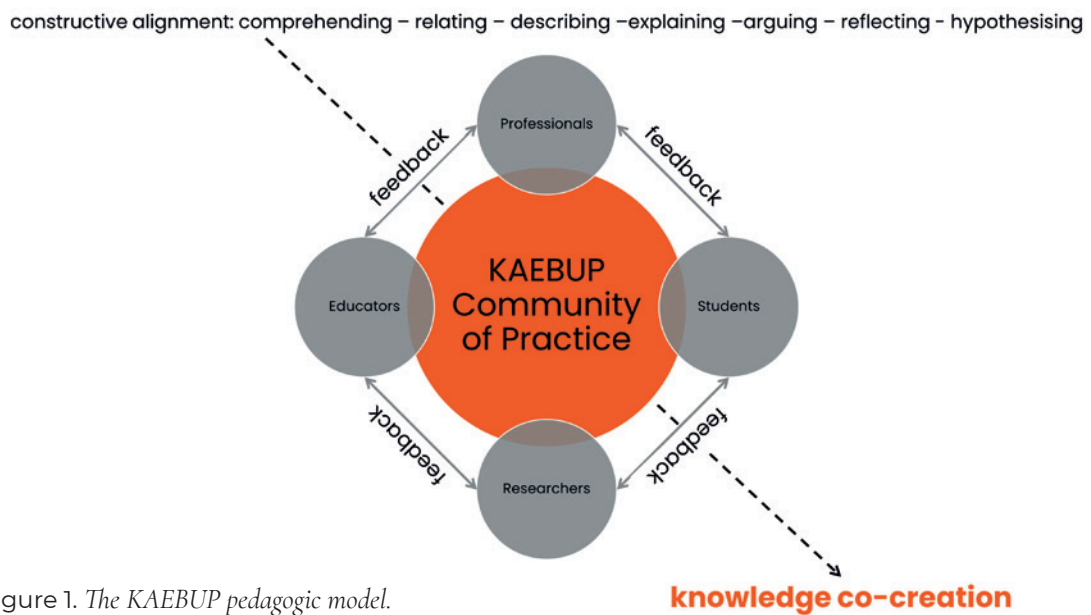 constructive alignment: comprehending – relating – describing –explaining –arguing – reflecting - hypothesising
Professionals
feedback
feedback
KAEBUP
Community
of Practice
Educators
Students
feedback
feedback
Researchers
gure 1. The KAEBUP pedagogic model.
knowledge co-creation